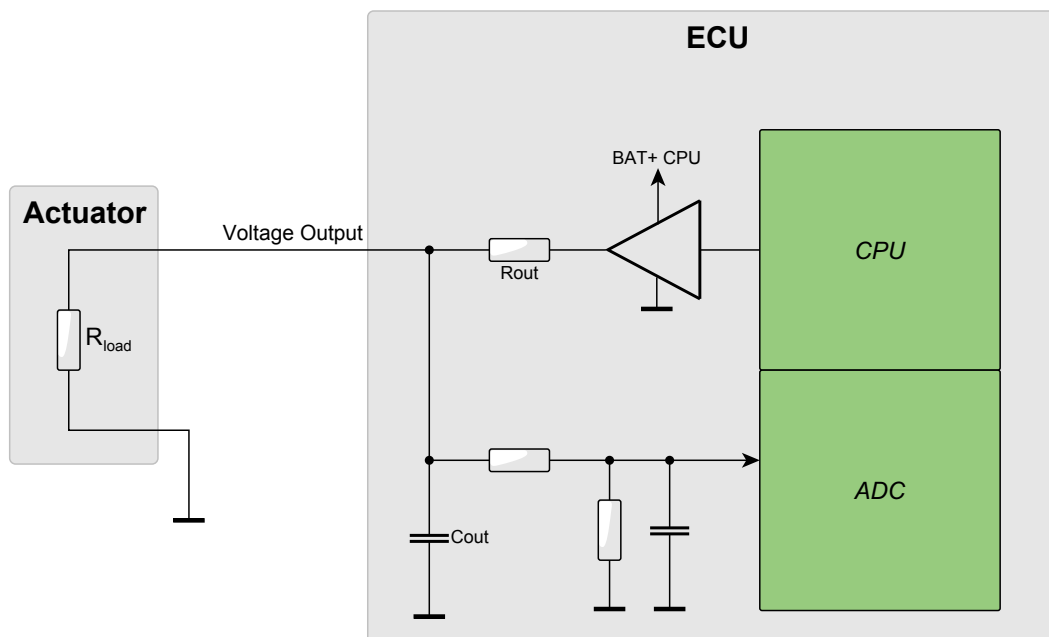 ECU
BAT+ CPU
Actuator
Voltage Output
Rout
CPU
Rload
ADC
Cout